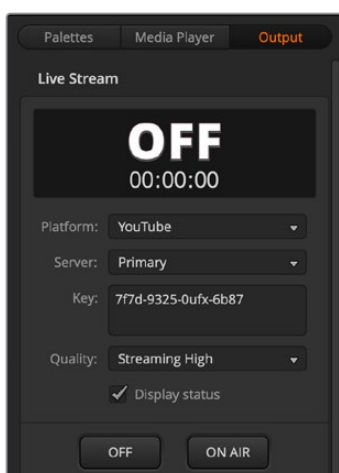 Palettes Media Player Output
Live Stream
OFF
00:00:00
Platform: YouTube
Server: Primary
Key: 7f7d-9325-0ufx-6b87
Quality: Streaming High
Display status
OFF ON AIR